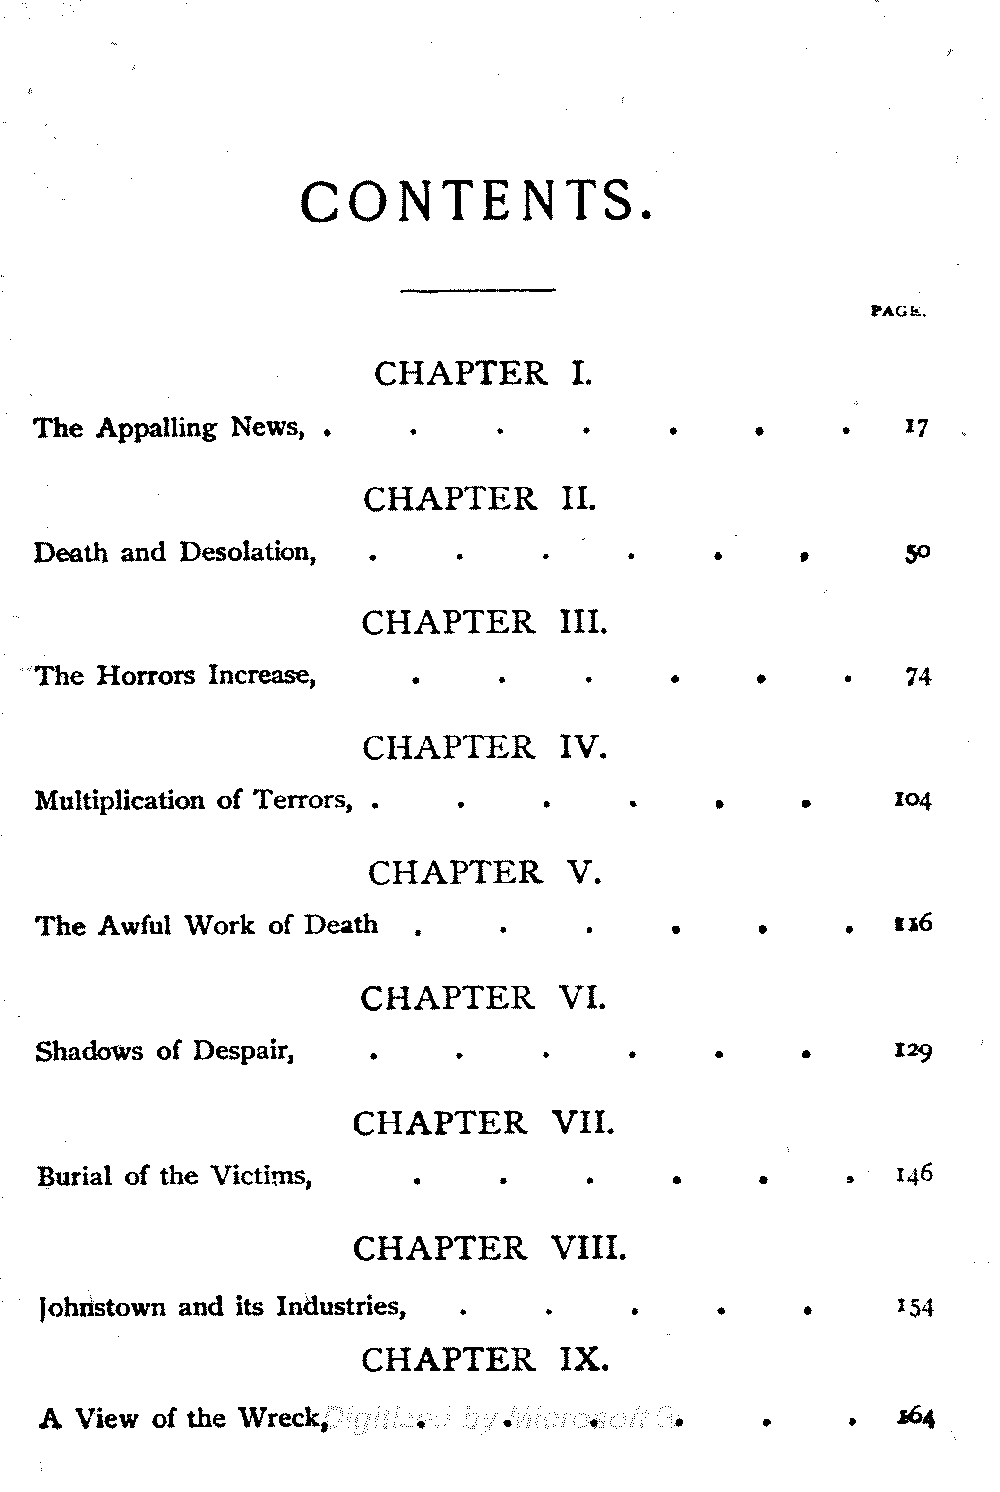 CONTENTS.
PAGE.
CHAPTER I.
The Appalling News, . . . . . . . 17
CHAPTER II.
Death and Desolation, . . . . . . 50
CHAPTER III.
The Horrors Increase, . . . . . . 74
CHAPTER IV.
Multiplication of Terrors, . . . . . . 104
CHAPTER V.
The Awful Work of Death . . . . . . 116
CHAPTER VI.
Shadows of Despair, . . . . . . 129
CHAPTER VII.
Burial of the Victims, . . . . . . 146
CHAPTER VIII.
Johnstown and its Industries, . . . . . 154
CHAPTER IX.
A View of the Wreck, . . . . . . 164
Digitized by Microsoft